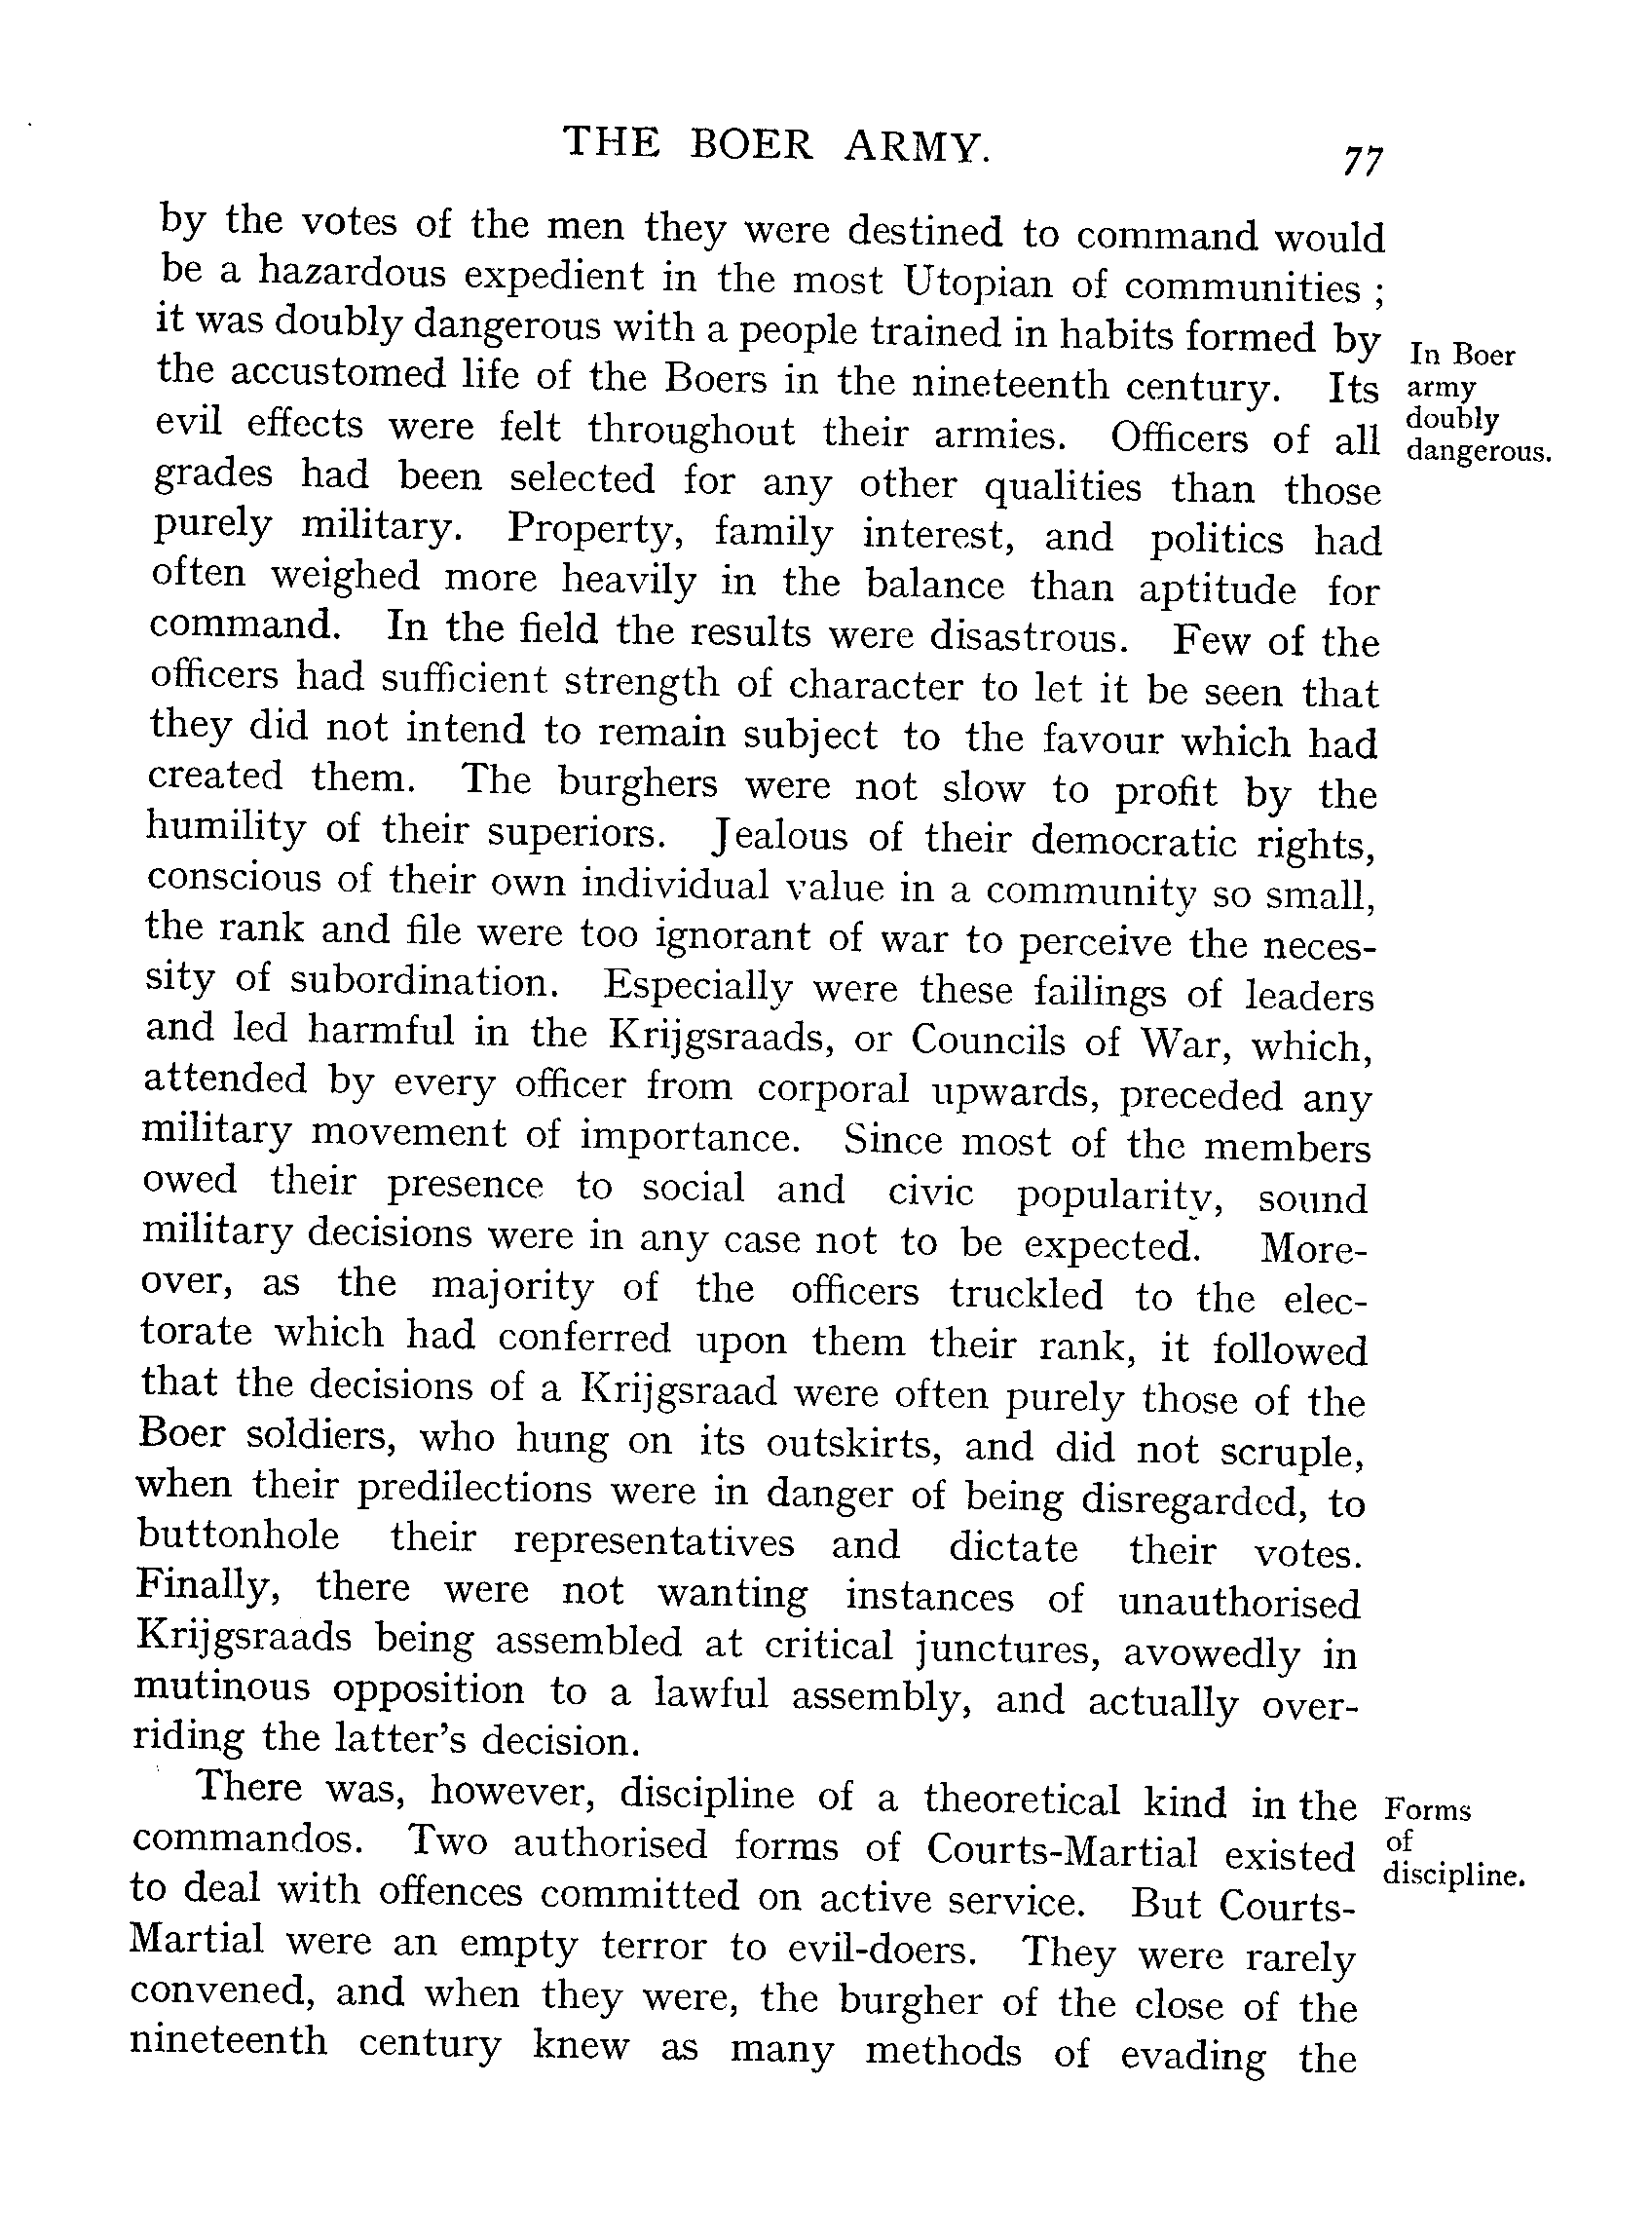 THE BOER ARMY.
77
by the votes of the men they were destined to command would
be a hazardous expedient in the most Utopian of communities ;
it was doubly dangerous with a people trained in habits formed by
the accustomed life of the Boers in the nineteenth century. Its
evil effects were felt throughout their armies. Officers of all
grades had been selected for any other qualities than those
purely military. Property, family interest, and politics had
often weighed more heavily in the balance than aptitude for
command. In the field the results were disastrous. Few of the
officers had sufficient strength of character to let it be seen that
they did not intend to remain subject to the favour which had
created them. The burghers were not slow to profit by the
humility of their superiors. Jealous of their democratic rights,
conscious of their own individual value in a community so small,
the rank and file were too ignorant of war to perceive the neces-
sity of subordination. Especially were these failings of leaders
and led harmful in the Krijgsraads, or Councils of War, which,
attended by every officer from corporal upwards, preceded any
military movement of importance. Since most of the members
owed their presence to social and civic popularity, sound
military decisions were in any case not to be expected. More-
over, as the majority of the officers truckled to the elec-
torate which had conferred upon them their rank, it followed
that the decisions of a Krijgsraad were often purely those of the
Boer soldiers, who hung on its outskirts, and did not scruple,
when their predilections were in danger of being disregarded, to
buttonhole their representatives and dictate their votes.
Finally, there were not wanting instances of unauthorised
Krijgsraads being assembled at critical junctures, avowedly in
mutinous opposition to a lawful assembly, and actually over-
riding the latter's decision.
There was, however, discipline of a theoretical kind in the
commandos. Two authorised forms of Courts-Martial existed
to deal with offences committed on active service. But Courts-
Martial were an empty terror to evil-doers. They were rarely
convened, and when they were, the burgher of the close of the
nineteenth century knew as many methods of evading the
In Boer
army
doubly
dangerous.
Forms
of
discipline.